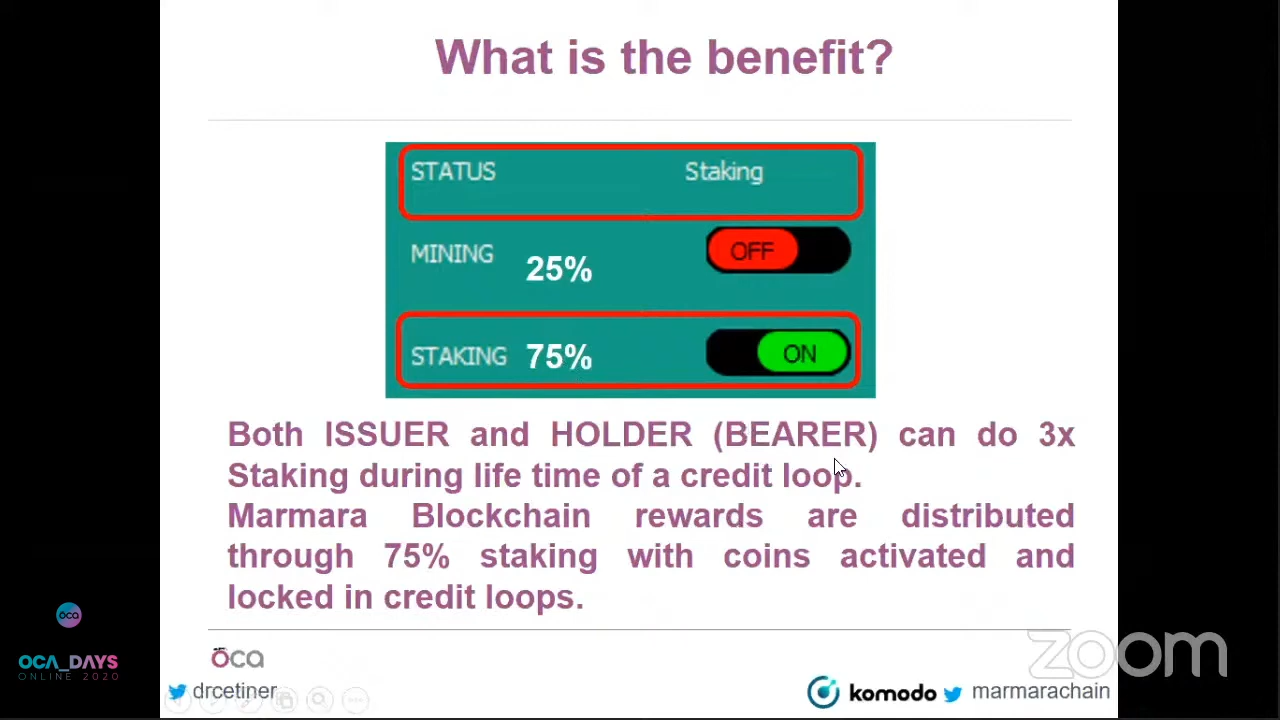 What is the benefit?
STATUS Staking
MINING 25% OFF
STAKING 75% ON
Both ISSUER and HOLDER (BEARER) can do 3x
Staking during life time of a credit loop.
Marmara Blockchain rewards are distributed
through 75% staking with coins activated and
locked in credit loops.
oca
OCA_DAYS
ONLINE 2020
öca
drcetiner
komodo
marmarachain
zoom